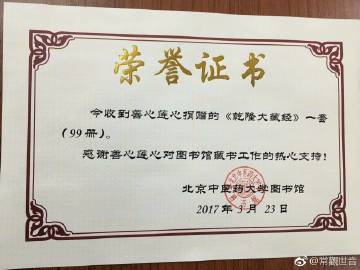 荣誉证书
今收到善心莲心捐赠的《乾隆大藏经》一套
（99册）。
感谢善心莲心对图书馆藏书工作的热心支持！
北京中医药大学图书馆
2017年3月23日
@常觀世音